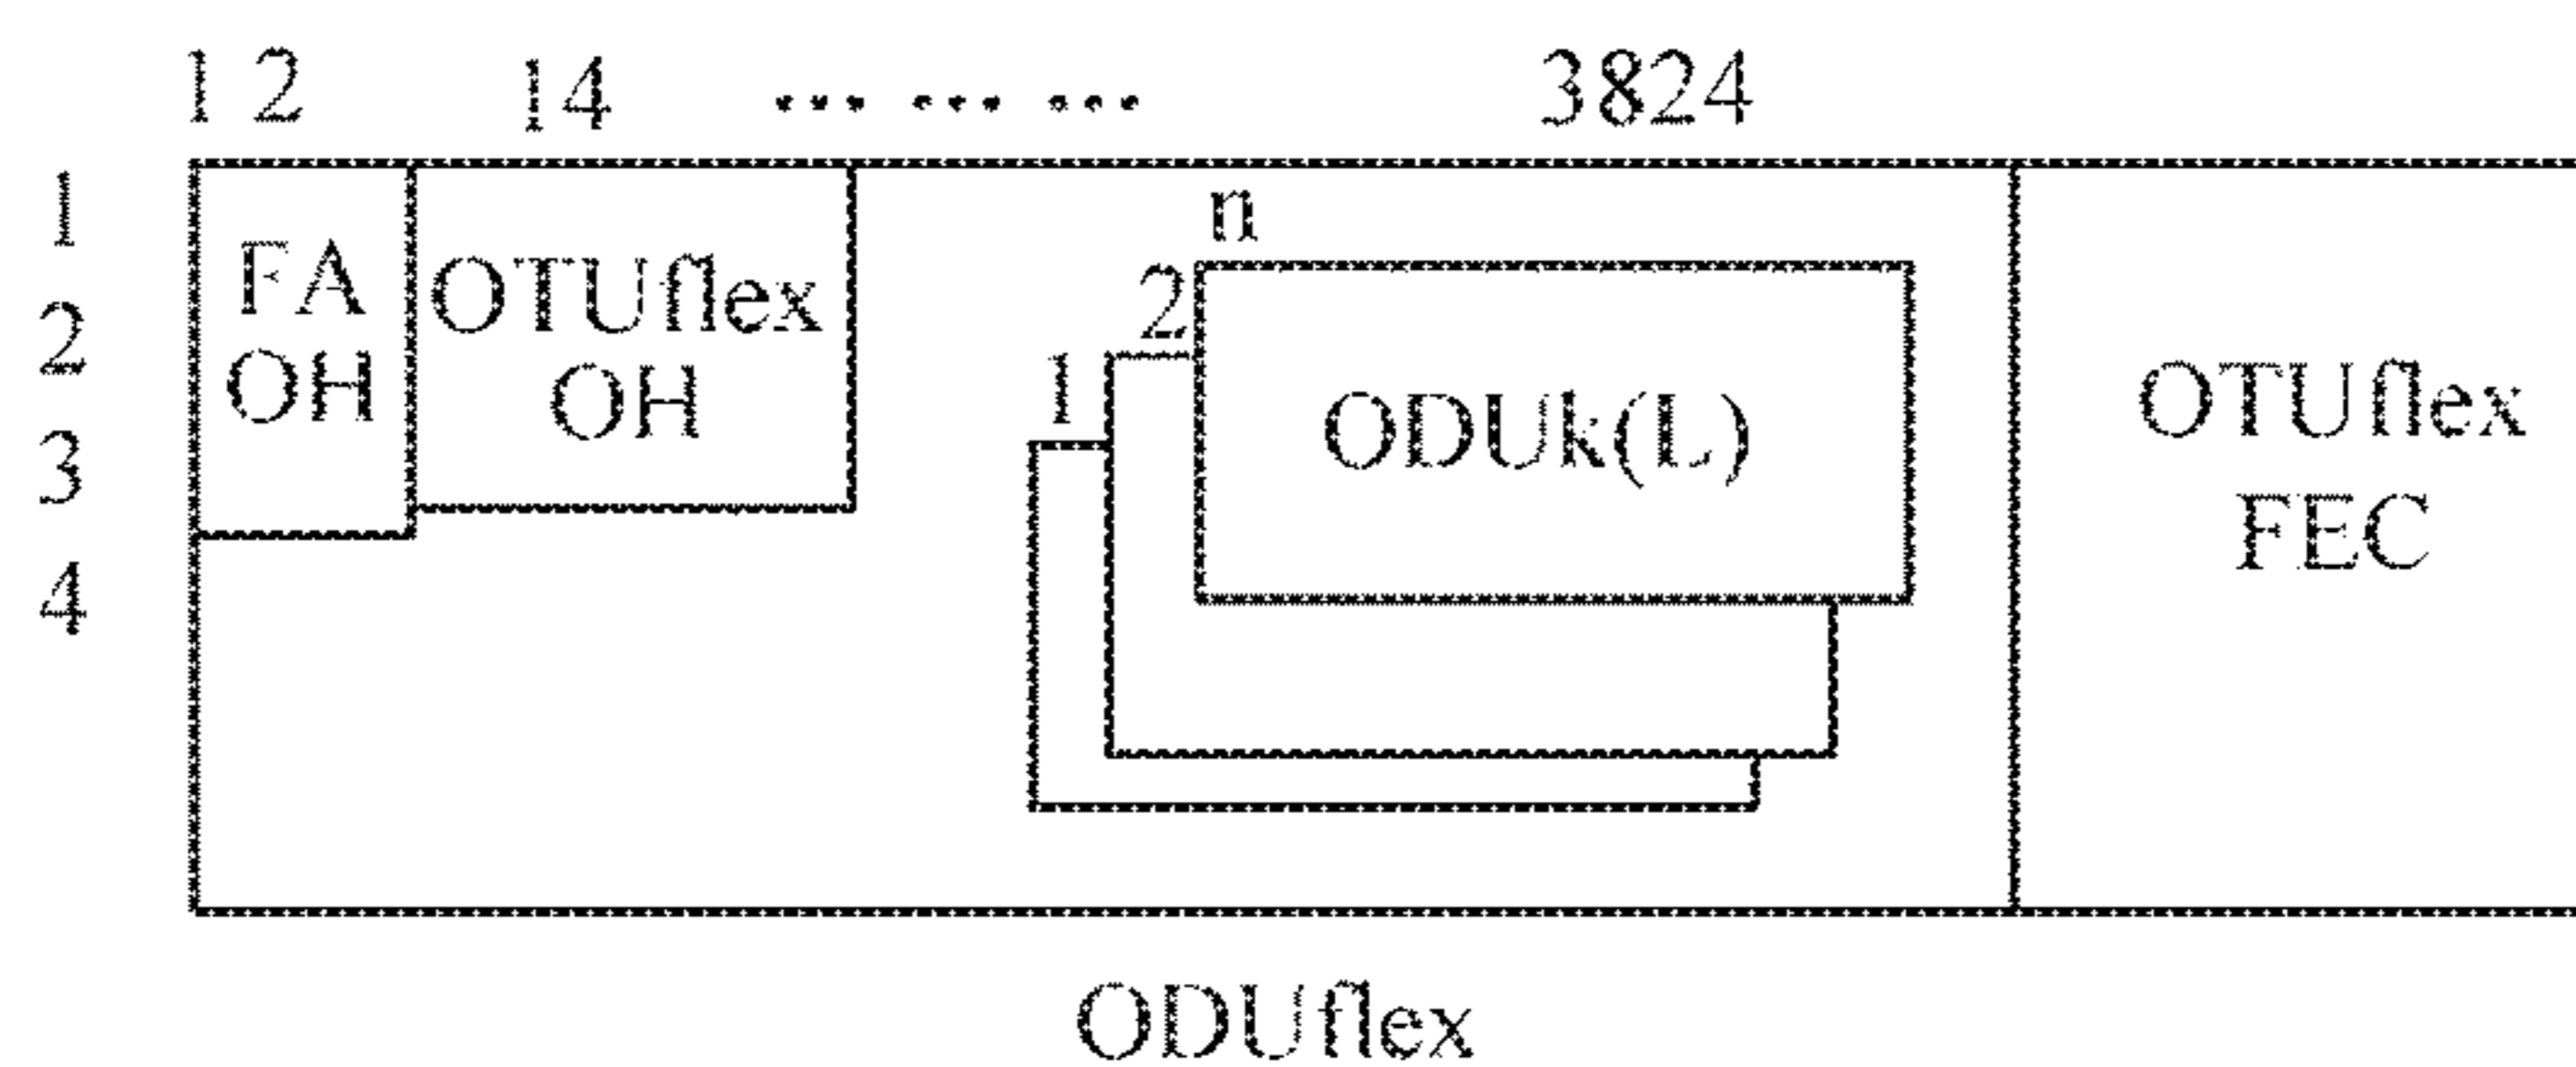 1 2 14 ... ... ... 3824
1
2
3
4
FA
OH
OTUflex
OH
1
2
n
ODUk(L)
OTUflex
FEC
ODUflex